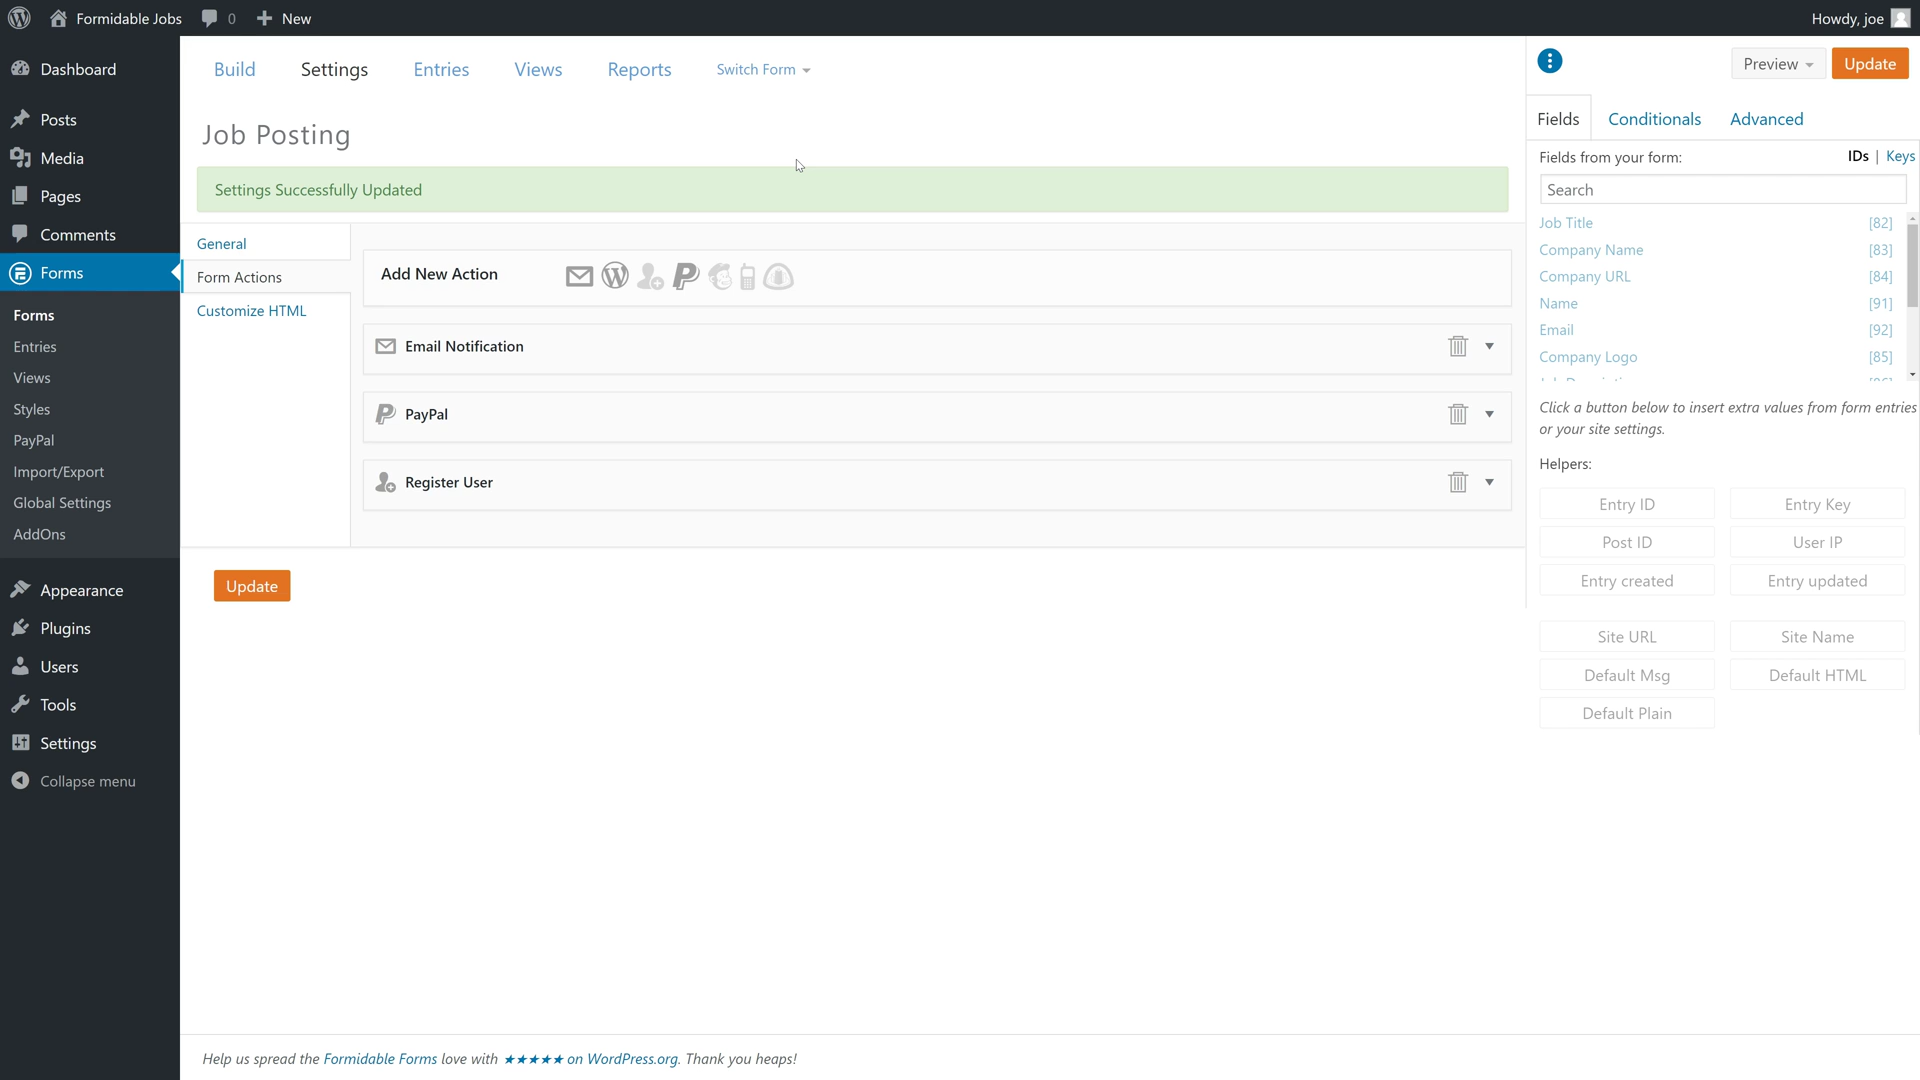 Formidable Jobs
0
New
Howdy, joe
Dashboard
Posts
Media
Pages
Comments
Forms
Forms
Entries
Views
Styles
PayPal
Import/Export
Global Settings
AddOns
Appearance
Plugins
Users
Tools
Settings
Collapse menu
Build
Settings
Entries
Views
Reports
Switch Form
Job Posting
Settings Successfully Updated
General
Form Actions
Customize HTML
Add New Action
Email Notification
PayPal
Register User
Update
Preview
Update
Fields
Conditionals
Advanced
Fields from your form:
IDs | Keys
Search
Job Title [82]
Company Name [83]
Company URL [84]
Name [91]
Email [92]
Company Logo [85]
Click a button below to insert extra values from form entries
or your site settings.
Helpers:
Entry ID
Entry Key
Post ID
User IP
Entry created
Entry updated
Site URL
Site Name
Default Msg
Default HTML
Default Plain
Help us spread the Formidable Forms love with ★★★★★ on WordPress.org. Thank you heaps!